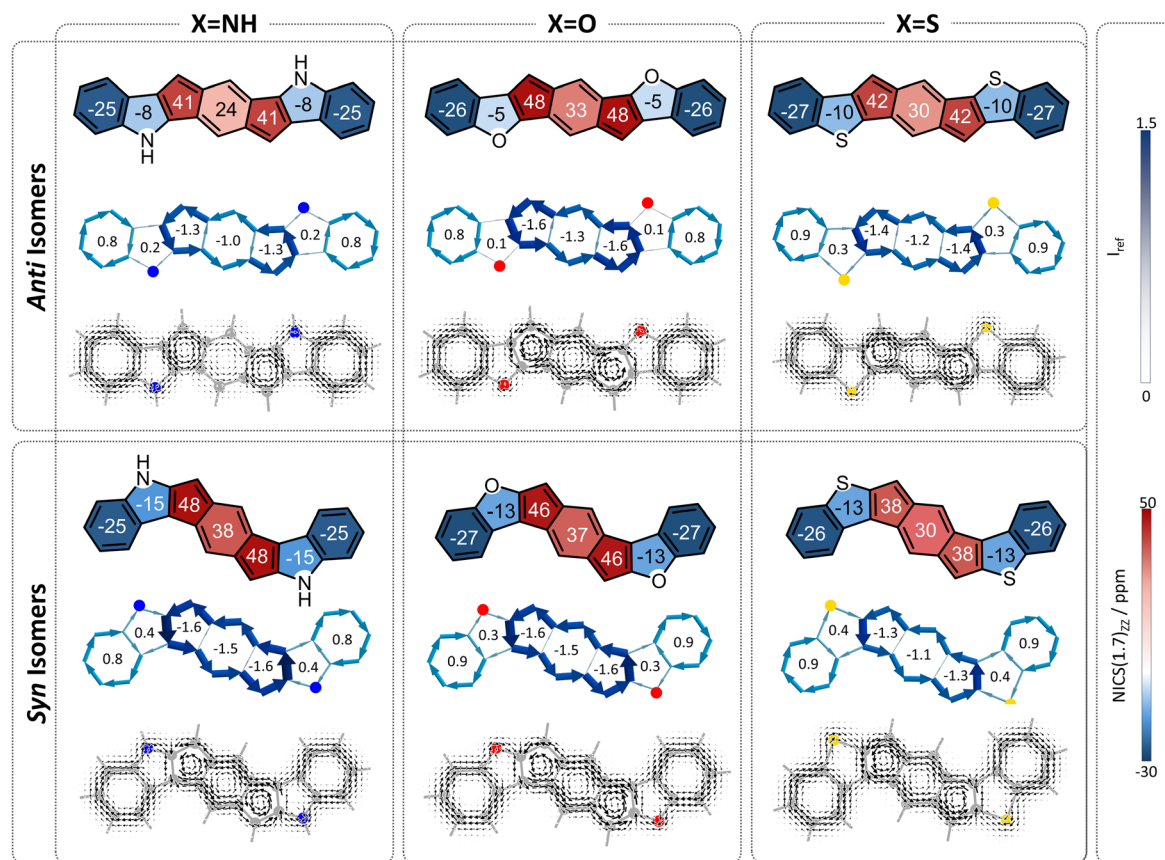 X=NH X=O X=S
Anti Isomers
H
N
-25 -8 41 24 41 -8 -25
N
H
O
-26 -5 48 33 48 -5 -26
O
S
-27 -10 42 30 42 -10 -27
S
0.8 0.2 -1.3 -1.0 -1.3 0.2 0.8
0.8 0.1 -1.6 -1.3 -1.6 0.1 0.8
0.9 0.3 -1.4 -1.2 -1.4 0.3 0.9
Syn Isomers
H
N
-25 -15 48 38 48 -15 -25
N
H
O
-27 -13 46 37 46 -13 -27
O
S
-26 -13 38 30 38 -13 -26
S
0.8 0.4 -1.6 -1.5 -1.6 0.4 0.8
0.9 0.3 -1.6 -1.5 -1.6 0.3 0.9
0.9 0.4 -1.3 -1.1 -1.3 0.4 0.9
1.5
I_ref
0
50
NICS(1.7)_ZZ / ppm
-30